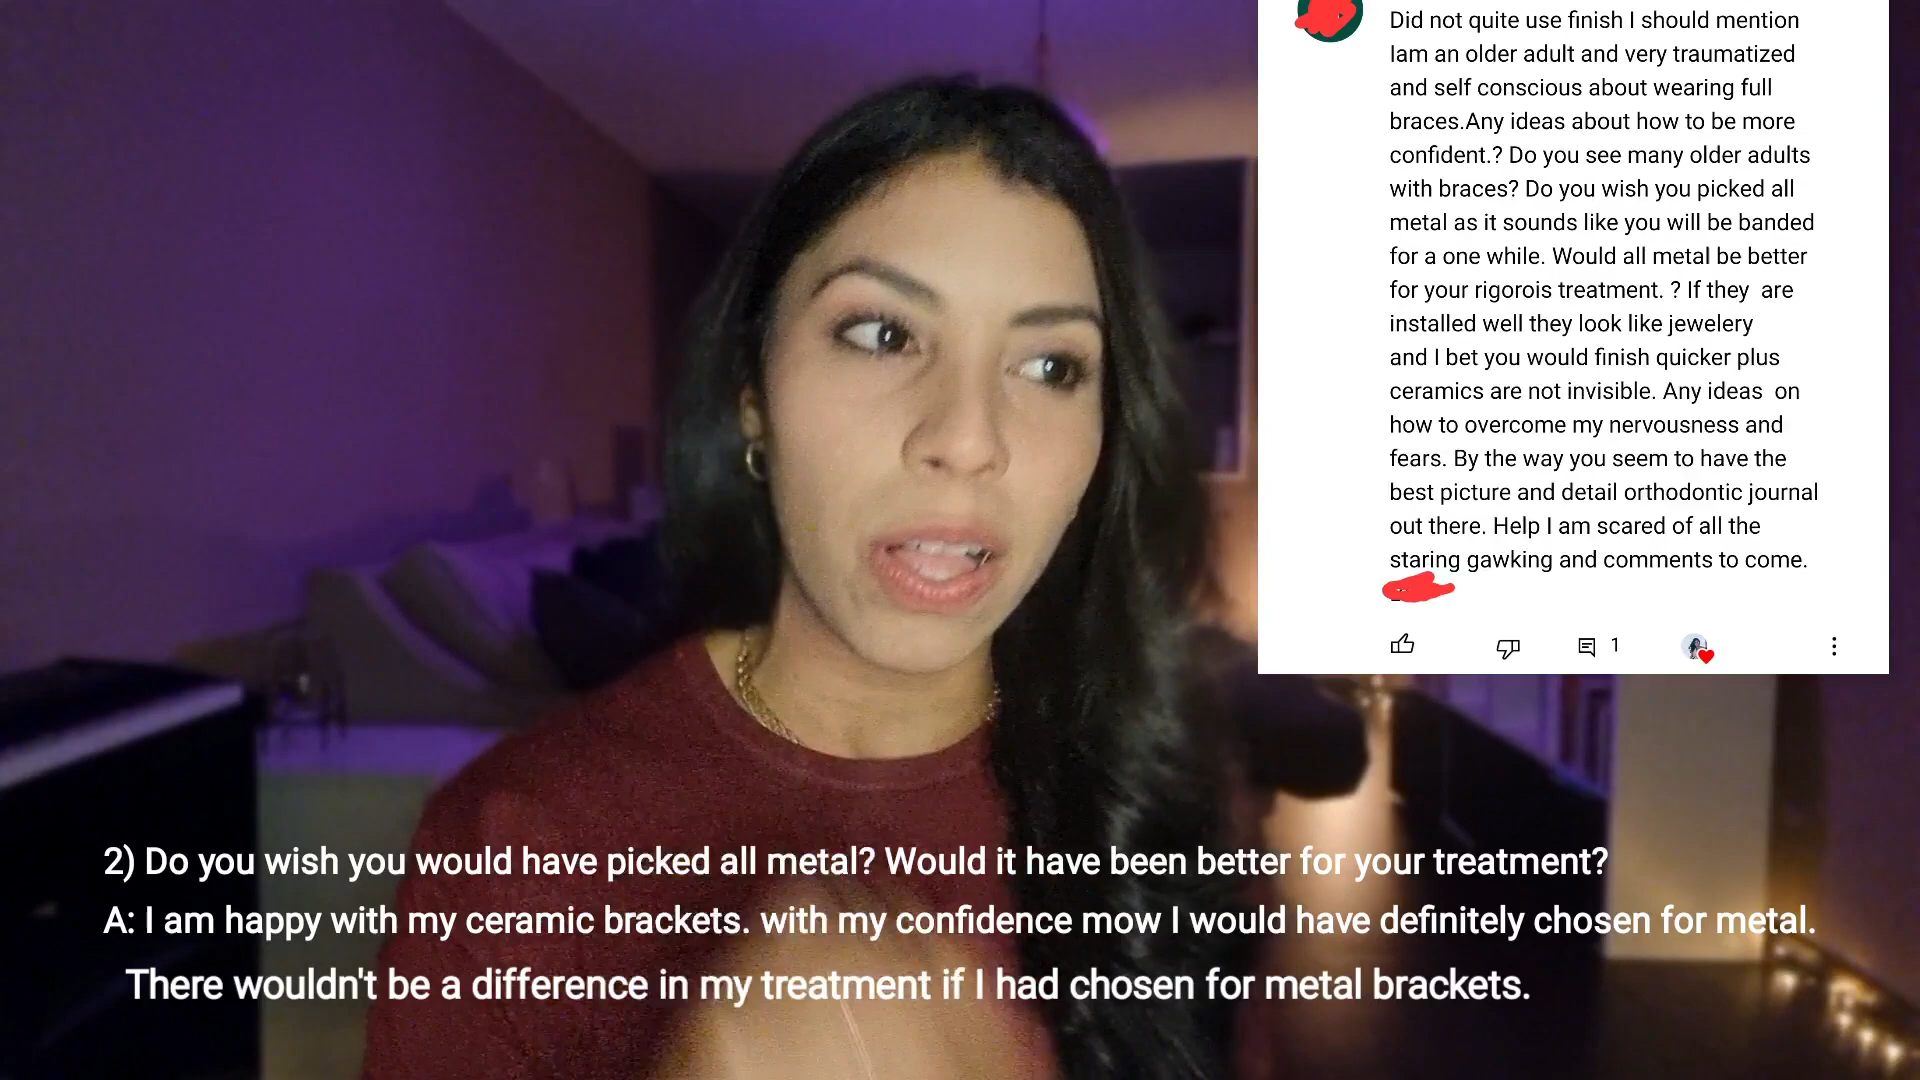 Did not quite use finish I should mention
Iam an older adult and very traumatized
and self conscious about wearing full
braces.Any ideas about how to be more
confident.? Do you see many older adults
with braces? Do you wish you picked all
metal as it sounds like you will be banded
for a one while. Would all metal be better
for your rigorois treatment. ? If they  are
installed well they look like jewelery
and I bet you would finish quicker plus
ceramics are not invisible. Any ideas  on
how to overcome my nervousness and
fears. By the way you seem to have the
best picture and detail orthodontic journal
out there. Help I am scared of all the
staring gawking and comments to come.
1
2) Do you wish you would have picked all metal? Would it have been better for your treatment?
A: I am happy with my ceramic brackets. with my confidence mow I would have definitely chosen for metal.
There wouldn't be a difference in my treatment if I had chosen for metal brackets.